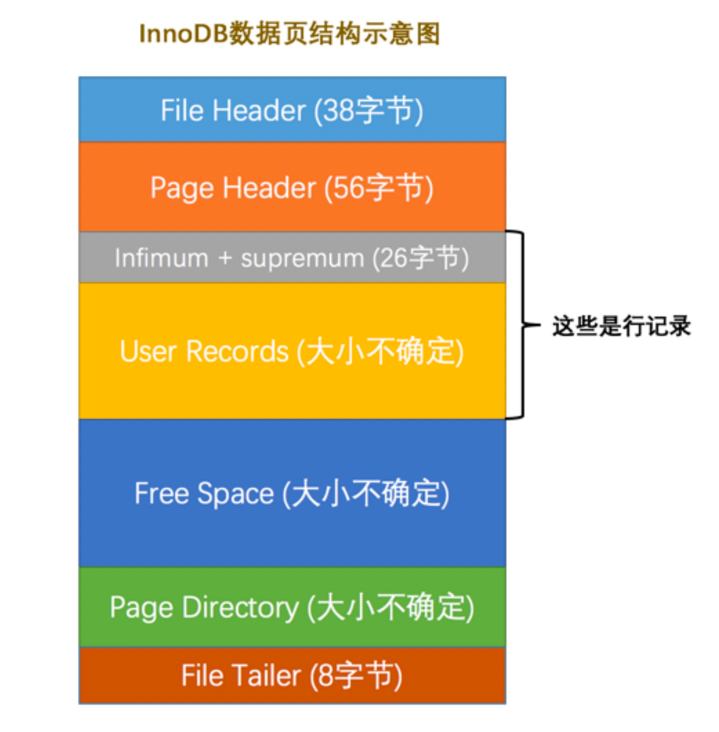 InnoDB数据页结构示意图
File Header (38字节)
Page Header (56字节)
Infimum + supremum (26字节)
这些是行记录
User Records (大小不确定)
Free Space (大小不确定)
Page Directory (大小不确定)
File Tailer (8字节)